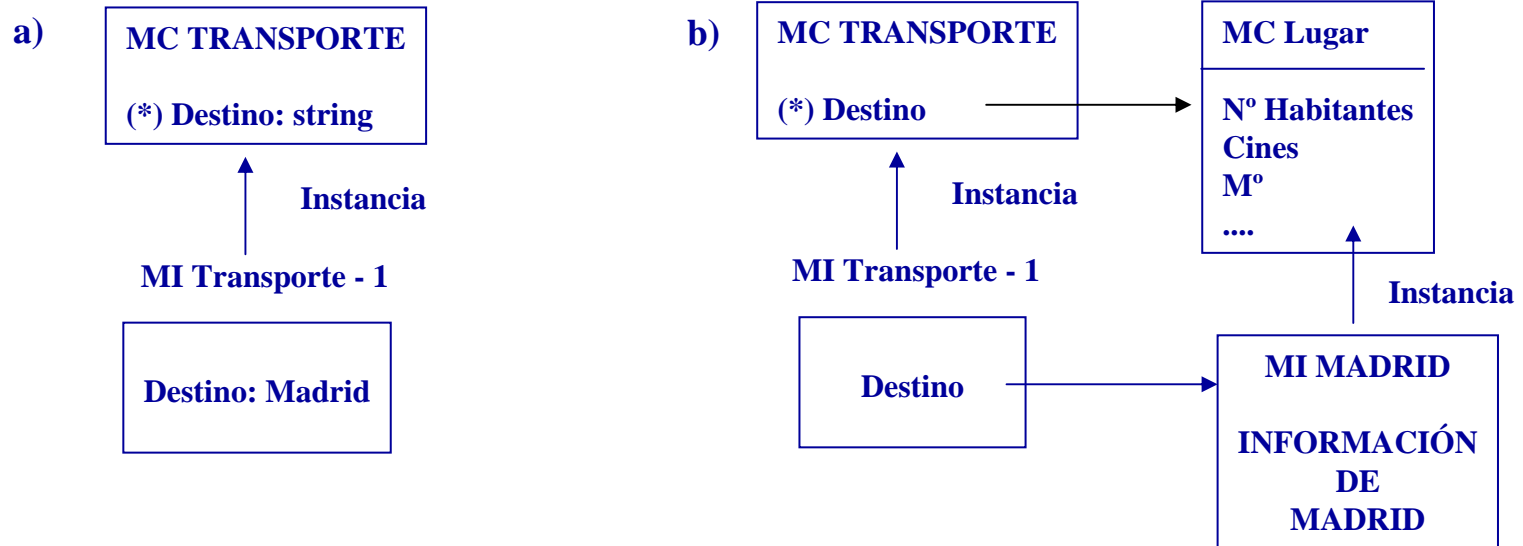 a)
MC TRANSPORTE
(*) Destino: string
Instancia
MI Transporte - 1
Destino: Madrid
b)
MC TRANSPORTE
(*) Destino
MC Lugar
Nº Habitantes
Cines
Mº
....
Instancia
MI Transporte - 1
Instancia
Destino
MI MADRID
INFORMACIÓN
DE
MADRID